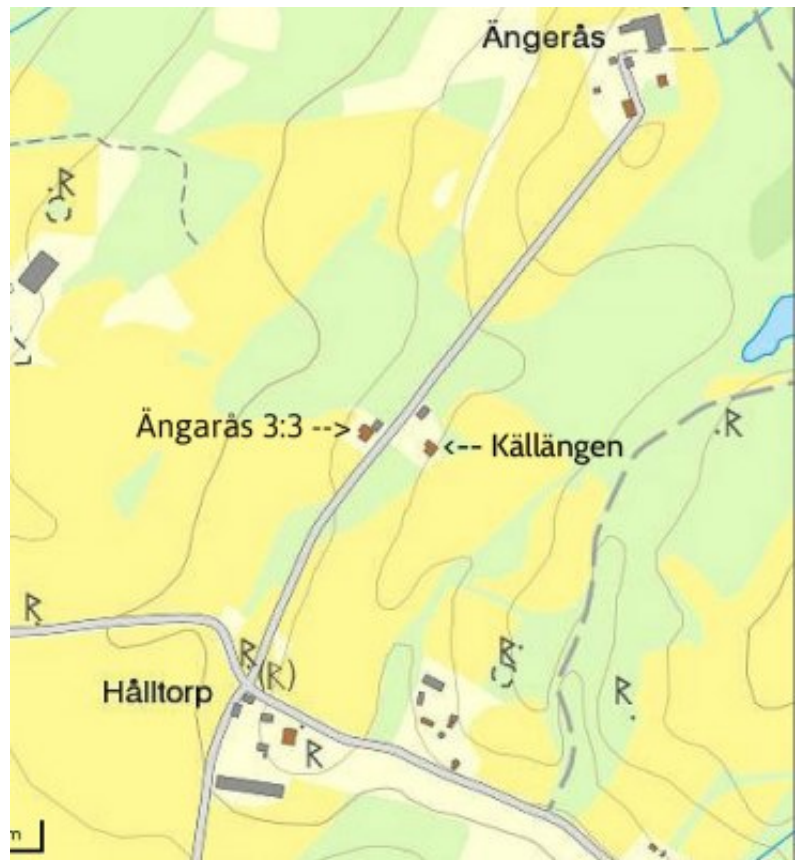 Ängerås
R
Ängarås 3:3 -->
<-- Källängen
R
R
R
(R)
R
R
Hålltorp
R
m